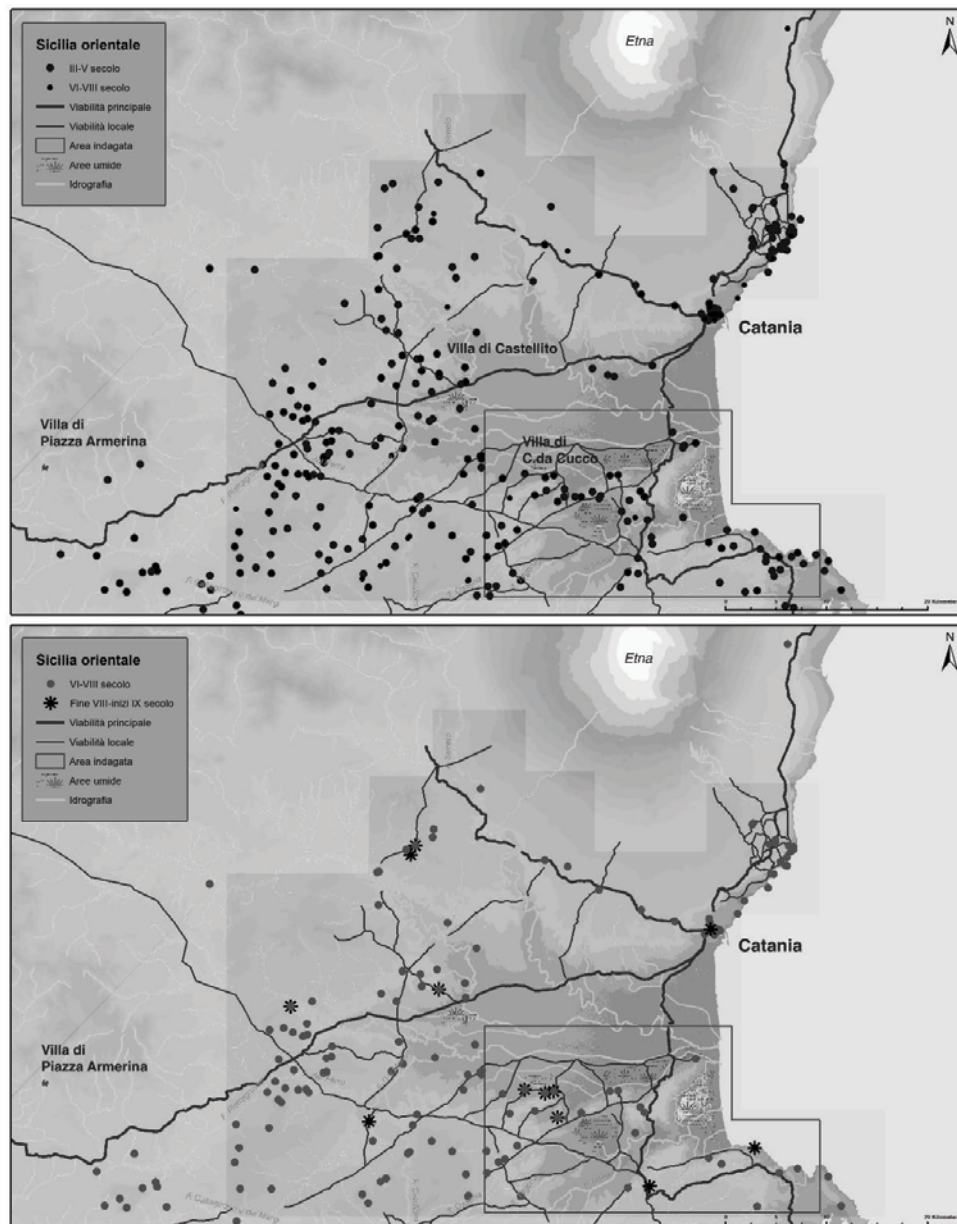 Sicilia orientale
III-V secolo
VI-VIII secolo
Viabilità principale
Viabilità locale
Area indagata
Aree umide
Idrografia
Etna
N
Catania
Villa di Castellito
Villa di
Piazza Armerina
Villa di
C.da Cucco
Sicilia orientale
VI-VIII secolo
Fine VIII-inizi IX secolo
Viabilità principale
Viabilità locale
Area indagata
Aree umide
Idrografia
Etna
N
Catania
Villa di
Piazza Armerina